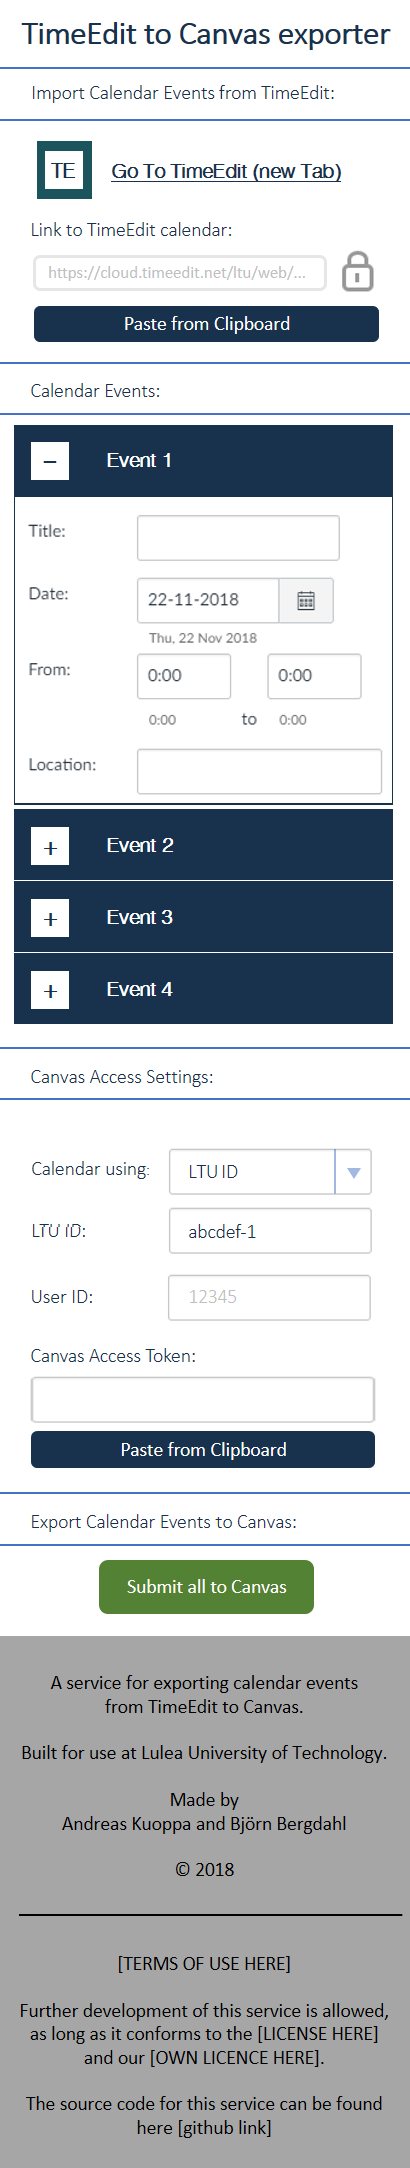 TimeEdit to Canvas exporter
Import Calendar Events from TimeEdit:
TE Go To TimeEdit (new Tab)
Link to TimeEdit calendar:
https://cloud.timeedit.net/ltu/web/...
Paste from Clipboard
Calendar Events:
− Event 1
Title:
Date: 22-11-2018
Thu, 22 Nov 2018
From: 0:00 0:00
0:00 to 0:00
Location:
+ Event 2
+ Event 3
+ Event 4
Canvas Access Settings:
Calendar using: LTU ID
LTU ID: abcdef-1
User ID: 12345
Canvas Access Token:
Paste from Clipboard
Export Calendar Events to Canvas:
Submit all to Canvas
A service for exporting calendar events
from TimeEdit to Canvas.
Built for use at Lulea University of Technology.
Made by
Andreas Kuoppa and Björn Bergdahl
© 2018
[TERMS OF USE HERE]
Further development of this service is allowed,
as long as it conforms to the [LICENSE HERE]
and our [OWN LICENCE HERE].
The source code for this service can be found
here [github link]